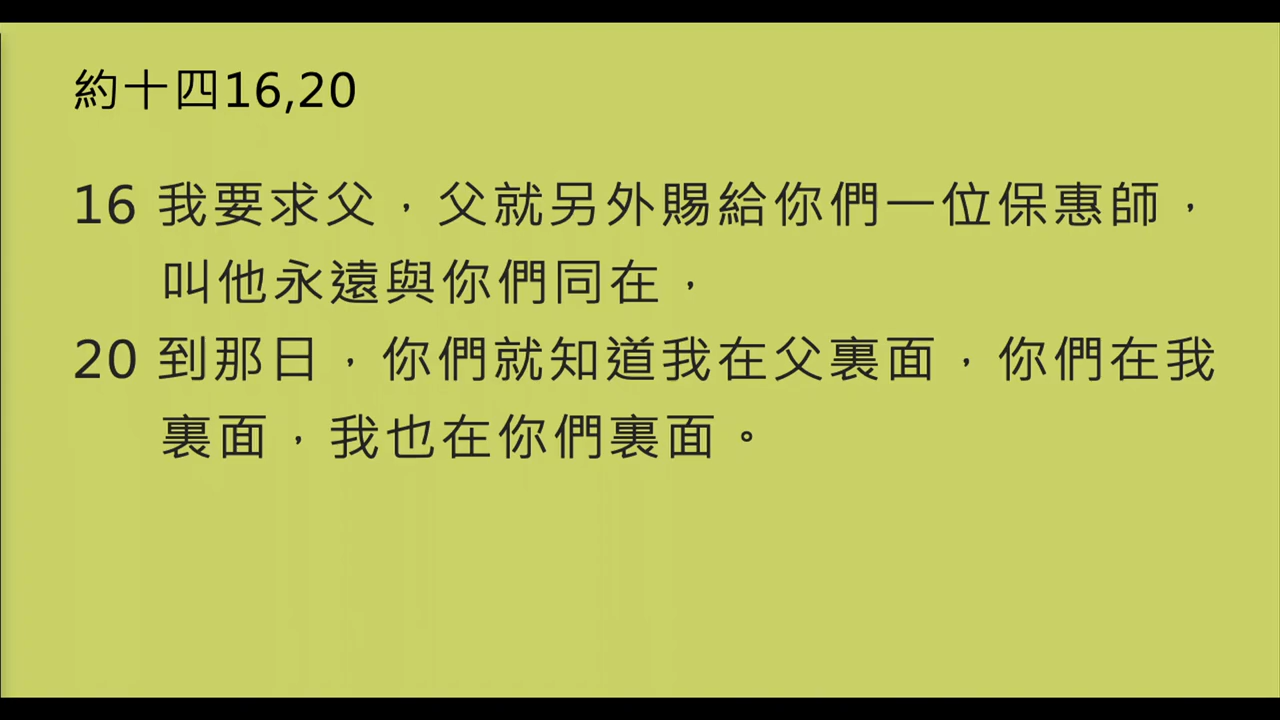 約十四16,20
16 我要求父，父就另外賜給你們一位保惠師，
叫他永遠與你們同在，
20 到那日，你們就知道我在父裏面，你們在我
裏面，我也在你們裏面。